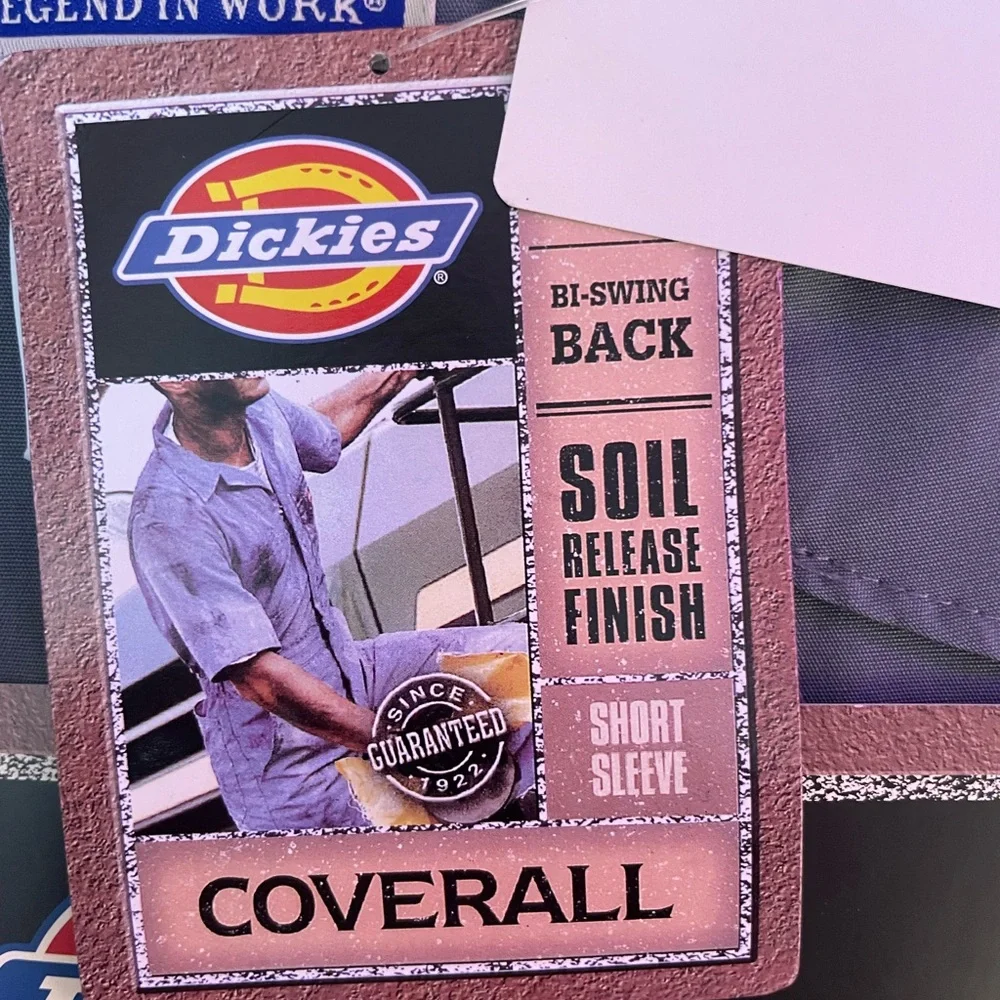 EGEND IN WORK®
Dickies®
BI-SWING
BACK
SOIL
RELEASE
FINISH
SHORT
SLEEVE
SINCE
GUARANTEED
1922
COVERALL